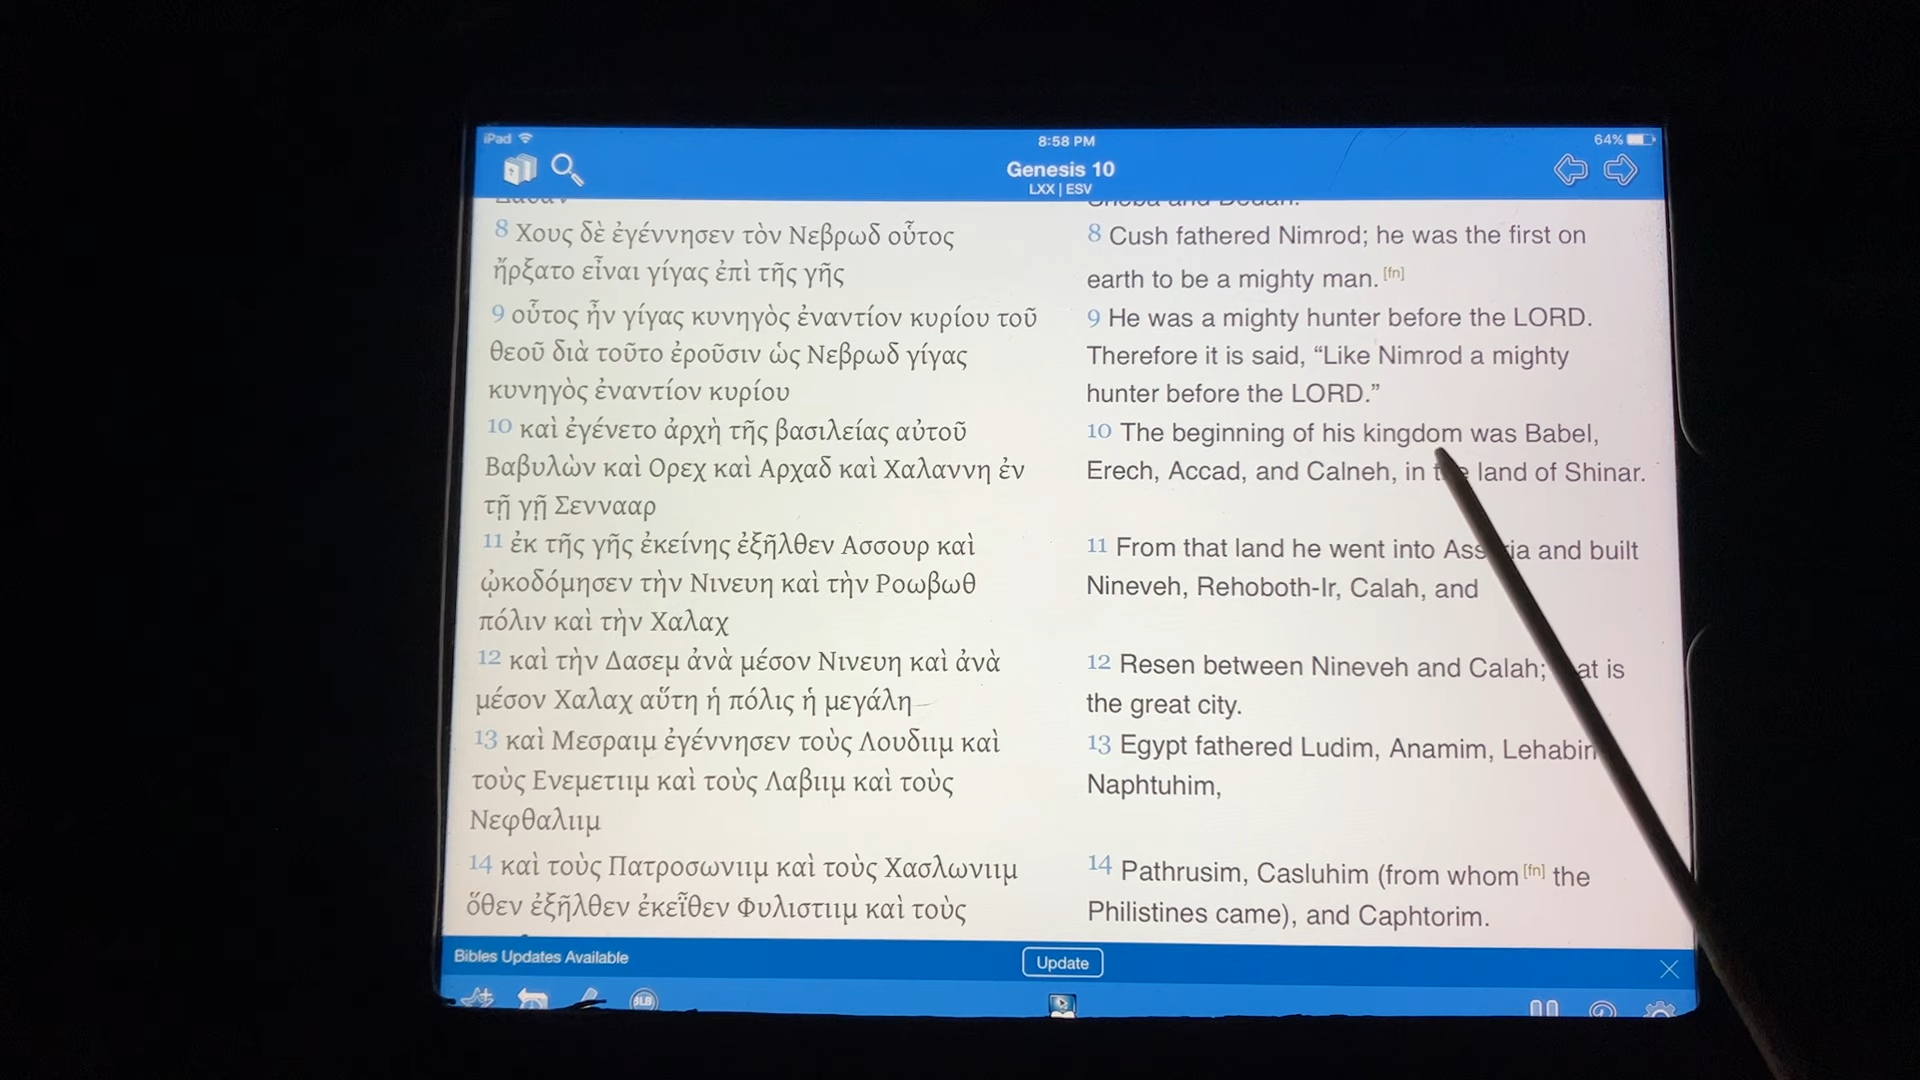 iPad
8:58 PM
64%
Genesis 10
LXX | ESV
8 Χους δὲ ἐγέννησεν τὸν Νεβρωδ οὗτος
ἤρξατο εἶναι γίγας ἐπὶ τῆς γῆς
9 οὗτος ἦν γίγας κυνηγὸς ἐναντίον κυρίου τοῦ
θεοῦ διὰ τοῦτο ἐροῦσιν ὡς Νεβρωδ γίγας
κυνηγὸς ἐναντίον κυρίου
10 καὶ ἐγένετο ἀρχὴ τῆς βασιλείας αὐτοῦ
Βαβυλὼν καὶ Ορεχ καὶ Αρχαδ καὶ Χαλαννη ἐν
τῇ γῇ Σεννααρ
11 ἐκ τῆς γῆς ἐκείνης ἐξῆλθεν Ασσουρ καὶ
ᾠκοδόμησεν τὴν Νινευη καὶ τὴν Ροωβωθ
πόλιν καὶ τὴν Χαλαχ
12 καὶ τὴν Δασεμ ἀνὰ μέσον Νινευη καὶ ἀνὰ
μέσον Χαλαχ αὕτη ἡ πόλις ἡ μεγάλη
13 καὶ Μεσραιμ ἐγέννησεν τοὺς Λουδιιμ καὶ
τοὺς Ενεμετιιμ καὶ τοὺς Λαβιιμ καὶ τοὺς
Νεφθαλιιμ
14 καὶ τοὺς Πατροσωνιιμ καὶ τοὺς Χασλωνιιμ
ὅθεν ἐξῆλθεν ἐκεῖθεν Φυλιστιιμ καὶ τοὺς
8 Cush fathered Nimrod; he was the first on
earth to be a mighty man. [fn]
9 He was a mighty hunter before the LORD.
Therefore it is said, “Like Nimrod a mighty
hunter before the LORD.”
10 The beginning of his kingdom was Babel,
Erech, Accad, and Calneh, in the land of Shinar.
11 From that land he went into Assyria and built
Nineveh, Rehoboth-Ir, Calah, and
12 Resen between Nineveh and Calah; that is
the great city.
13 Egypt fathered Ludim, Anamim,
Naphtuhim,
14 Pathrusim, Casluhim (from whom [fn] the
Philistines came), and Caphtorim.
Bibles Updates Available
Update
BLB